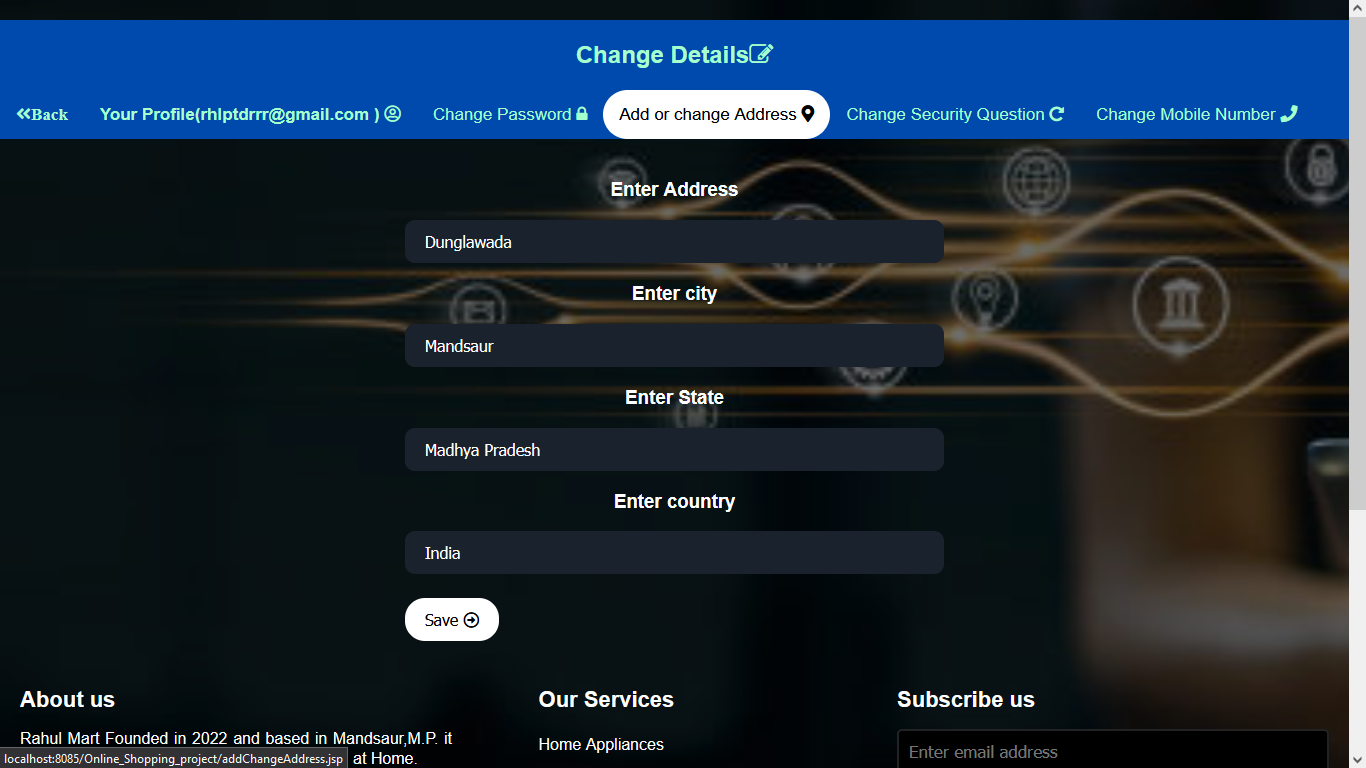 Change Details
Back Your Profile(rhlptdrrr@gmail.com ) Change Password Add or change Address Change Security Question Change Mobile Number
Enter Address
Dunglawada
Enter city
Mandsaur
Enter State
Madhya Pradesh
Enter country
India
Save
About us
Rahul Mart Founded in 2022 and based in Mandsaur,M.P. it
at Home.
Our Services
Home Appliances
Subscribe us
Enter email address
localhost:8085/Online_Shopping_project/addChangeAddress.jsp